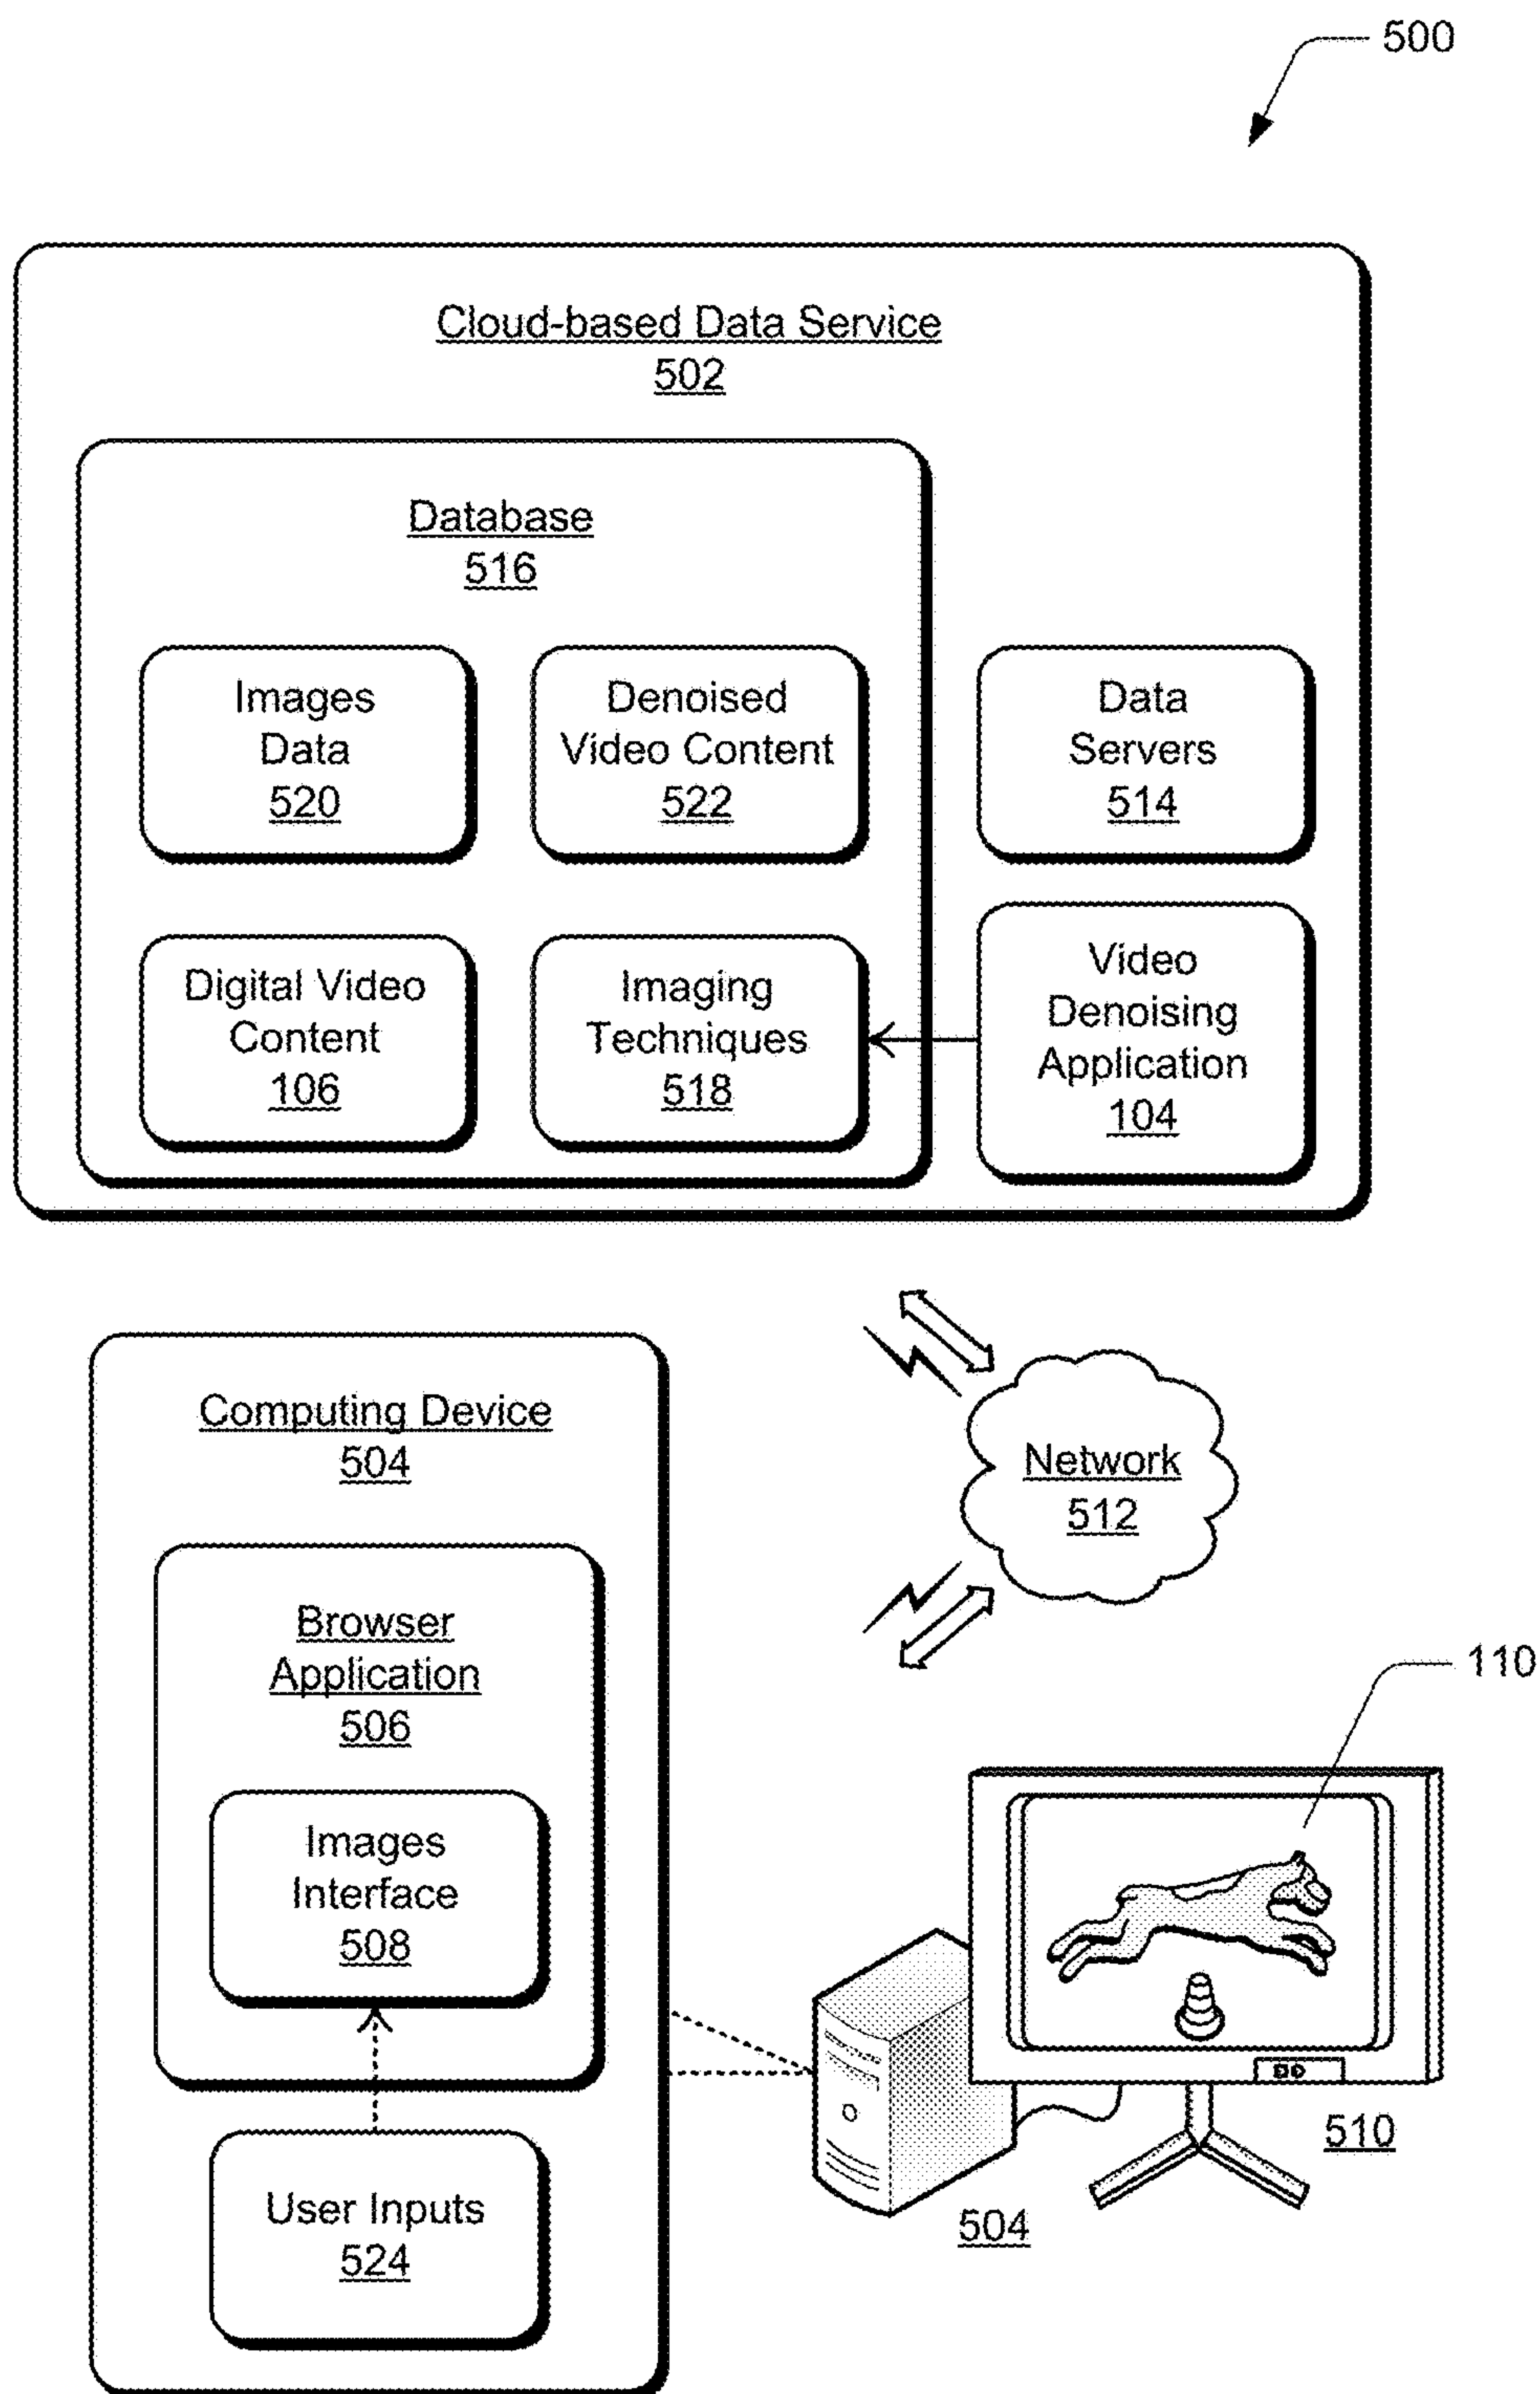 500
Cloud-based Data Service
502
Database
516
Images
Data
520
Denoised
Video Content
522
Data
Servers
514
Digital Video
Content
106
Imaging
Techniques
518
Video
Denoising
Application
104
Computing Device
504
Browser
Application
506
Images
Interface
508
User Inputs
524
Network
512
110
510
504